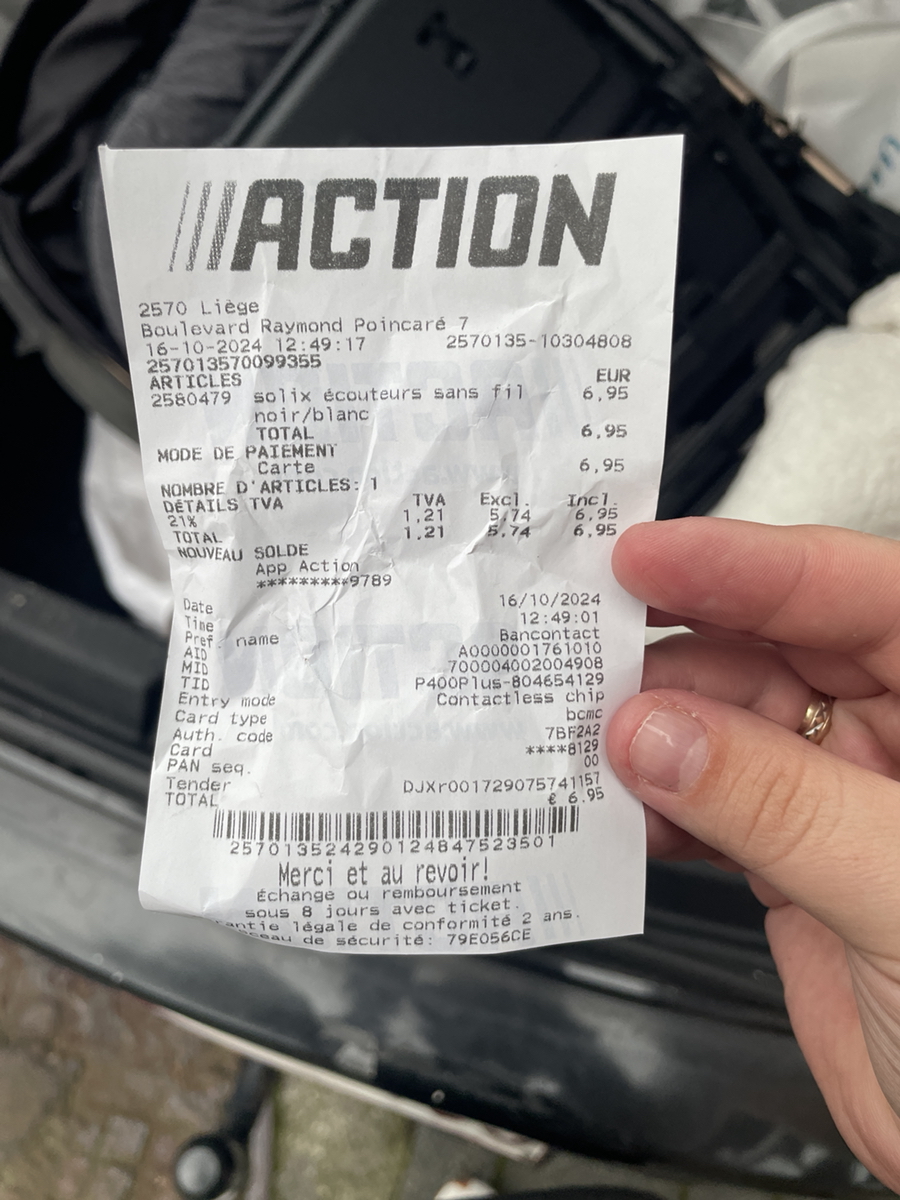 ACTION
2570 Liège
Boulevard Raymond Poincaré 7
16-10-2024 12:49:17 2570135-10304808
257013570099355
ARTICLES EUR
2580479 solix écouteurs sans fil 6,95
noir/blanc
TOTAL 6,95
MODE DE PAIEMENT
Carte 6,95
NOMBRE D'ARTICLES: 1
DÉTAILS TVA TVA Excl. Incl.
21% 1,21 5,74 6,95
TOTAL 1,21 5,74 6,95
NOUVEAU SOLDE
App Action
*********9789
Date 16/10/2024
Time 12:49:01
Pref. name Bancontact
AID A0000001761010
MID 700004002004908
TID P400Plus-804654129
Entry mode Contactless chip
Card type bcmc
Auth. code 7BF2A2
Card ****8129
PAN seq. 00
Tender DJXr001729075741157
TOTAL € 6.95
257013524290124847523501
Merci et au revoir!
Échange ou remboursement
sous 8 jours avec ticket.
antie légale de conformité 2 ans.
eau de sécurité: 79E056CE